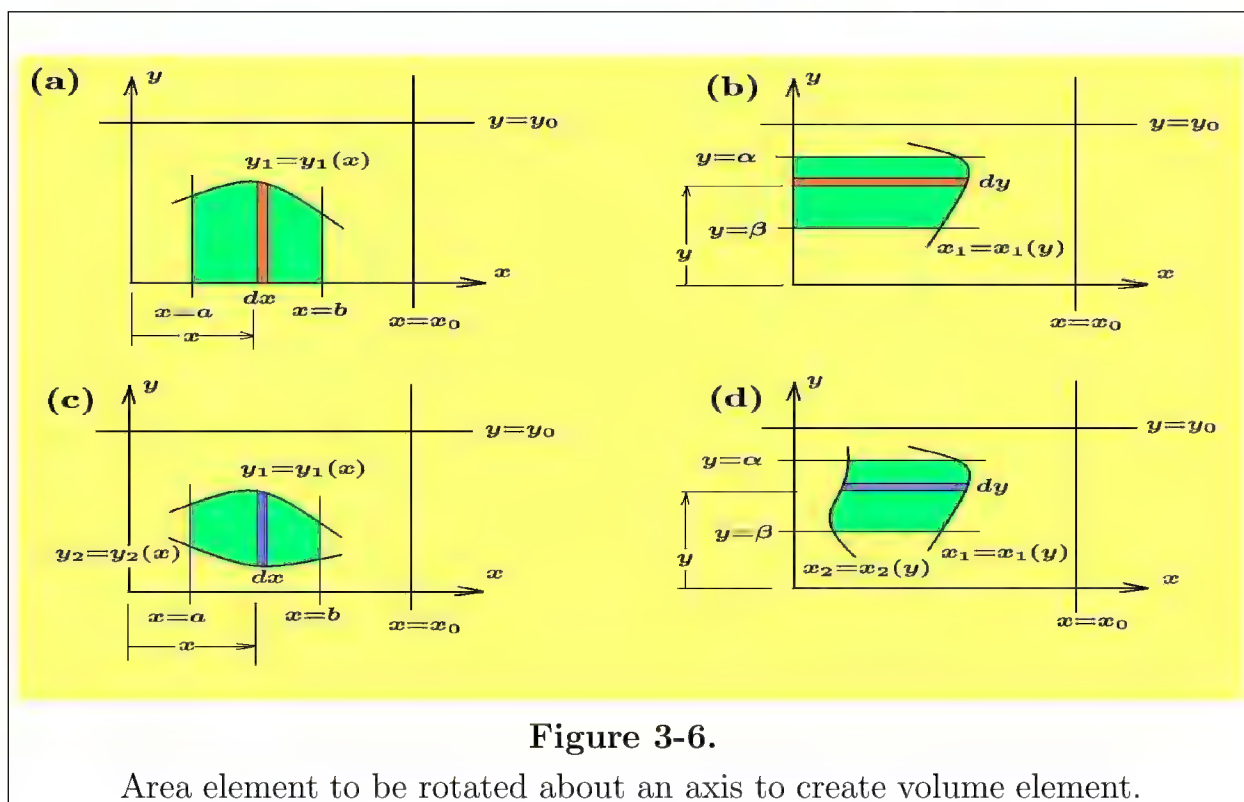 (a)
y
y=y₀
y₁=y₁(x)
x
x=a
dx
x=b
x=x₀
x
(b)
y
y=y₀
y=α
dy
y=β
y
x₁=x₁(y)
x
x=x₀
(c)
y
y=y₀
y₁=y₁(x)
y₂=y₂(x)
dx
x
x=a
x=b
x=x₀
x
(d)
y
y=y₀
y=α
dy
y=β
y
x₂=x₂(y)
x₁=x₁(y)
x
x=x₀
Figure 3-6.
Area element to be rotated about an axis to create volume element.